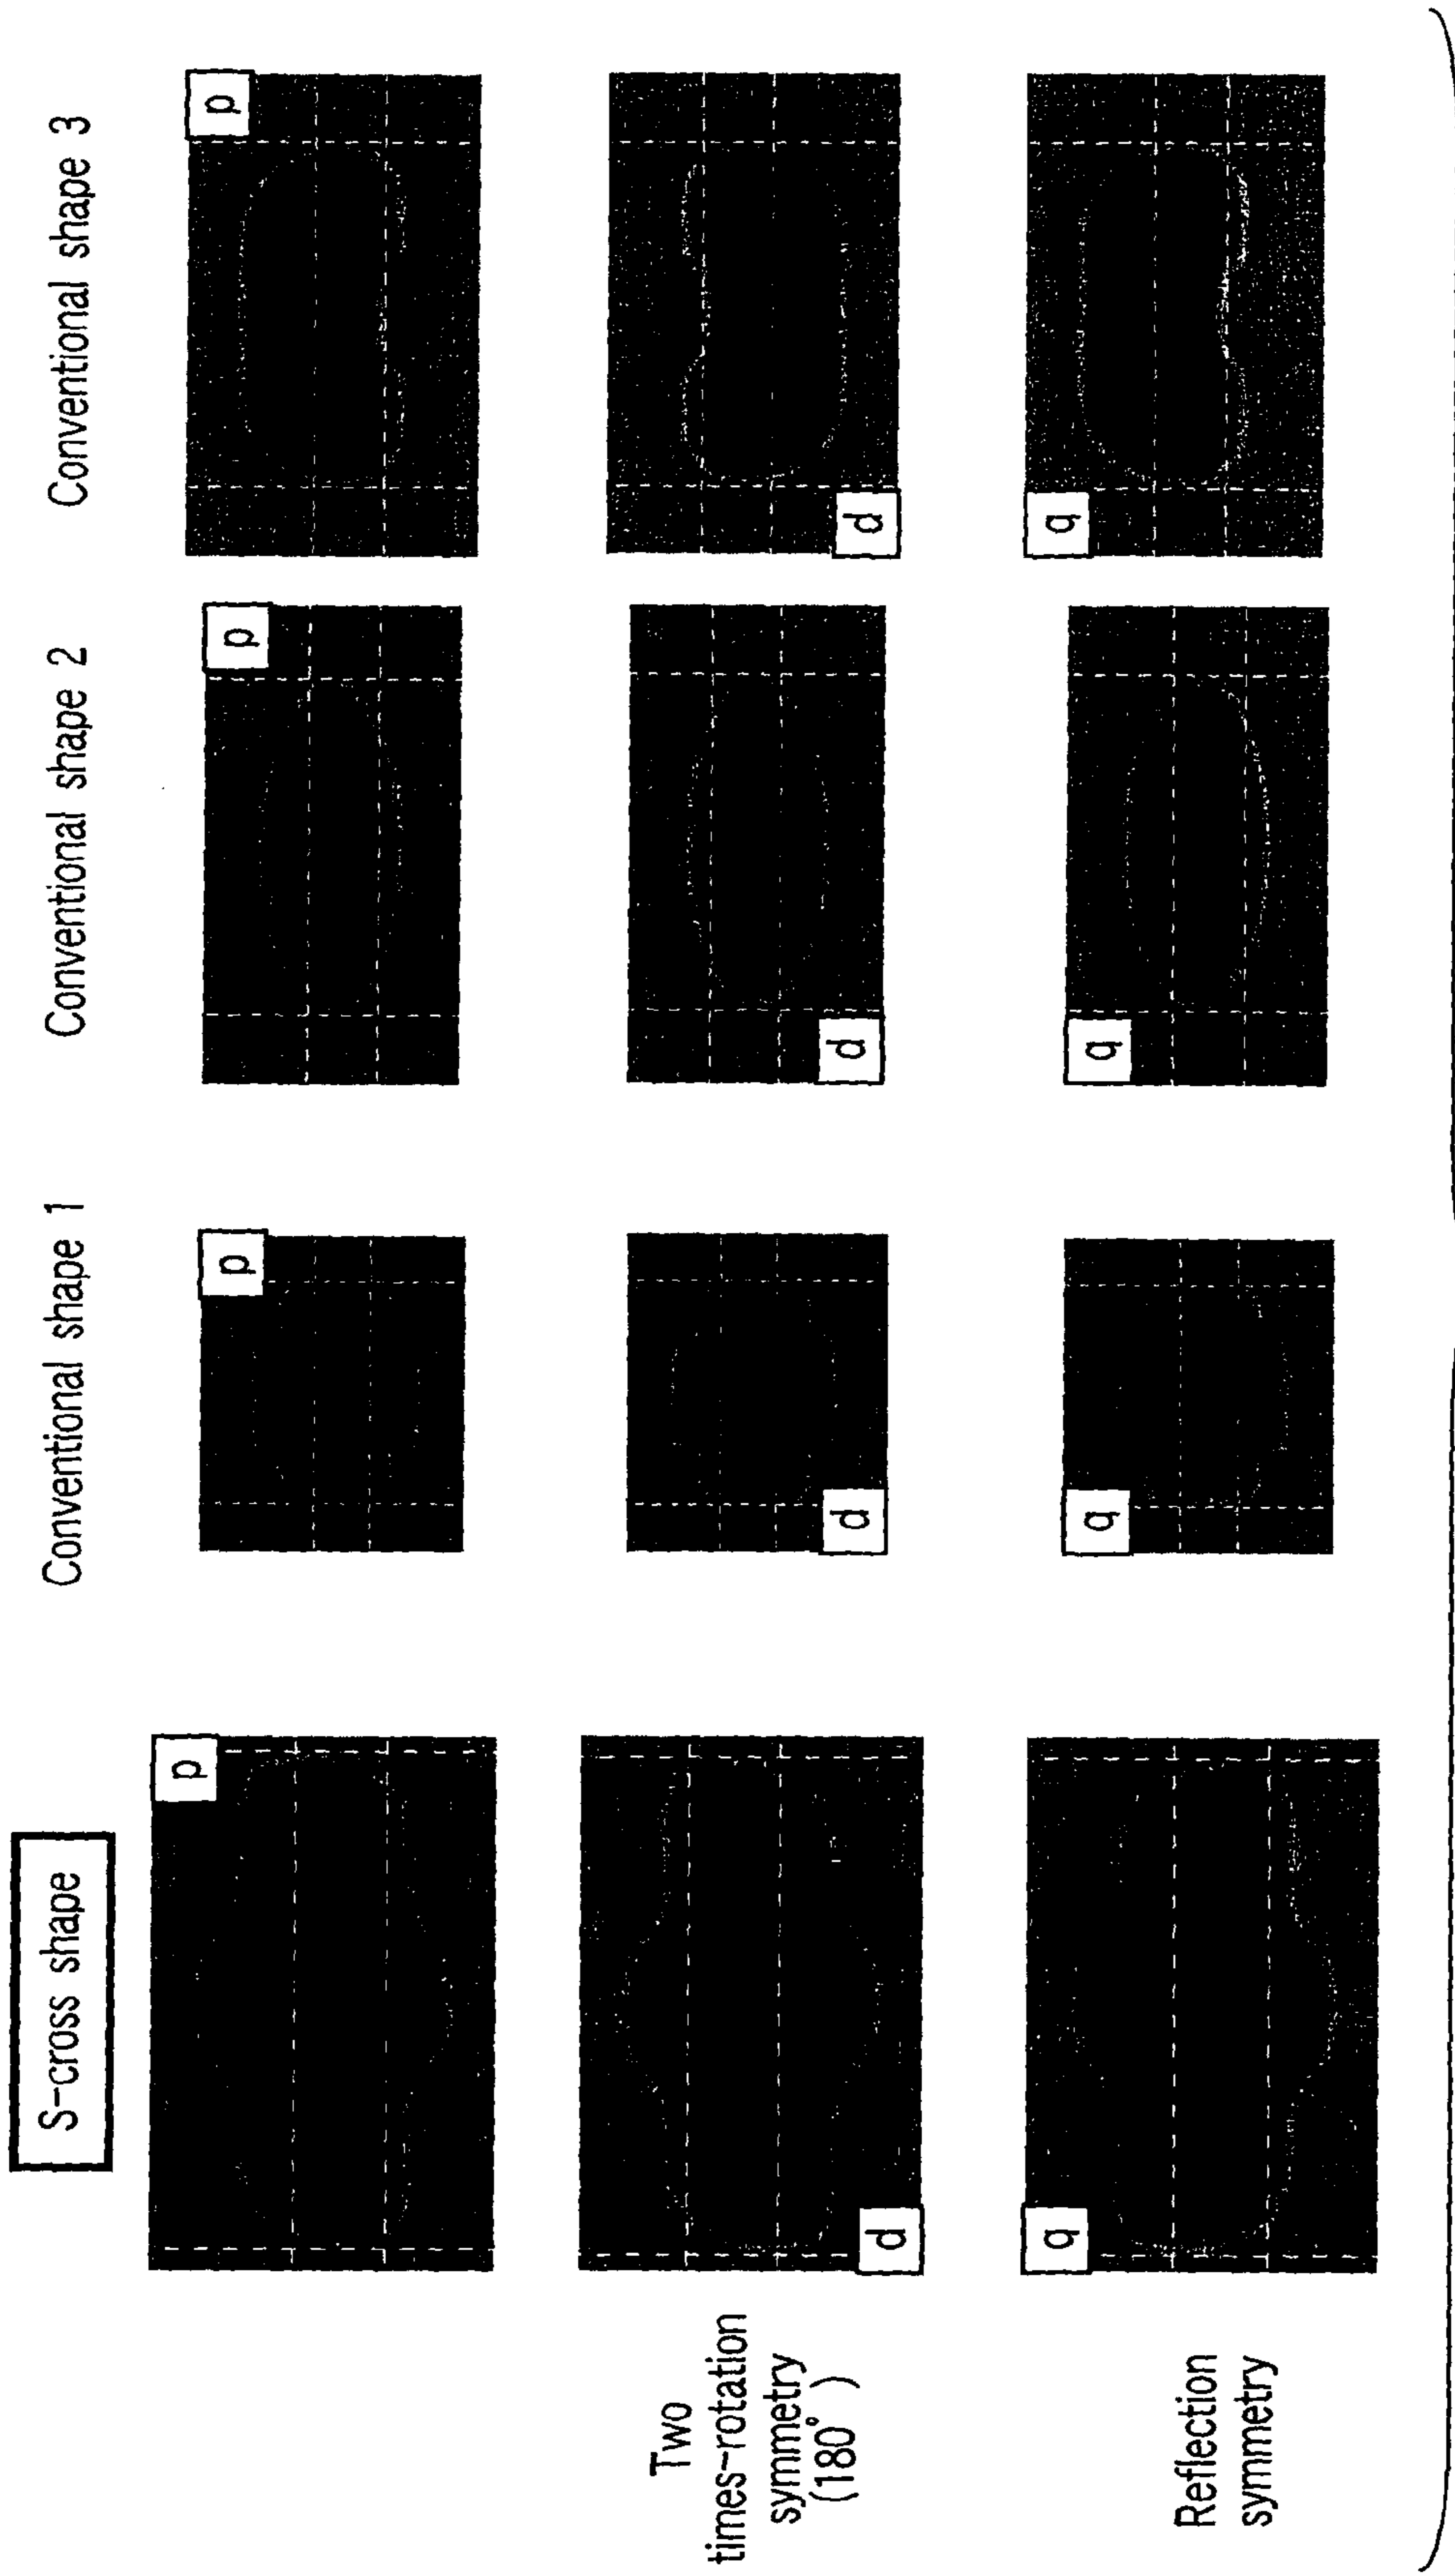 S-cross shape
Conventional shape 1
Conventional shape 2
Conventional shape 3
p
p
p
p
Two
times-rotation
symmetry
(180°)
d
d
d
d
Reflection
symmetry
q
q
q
q